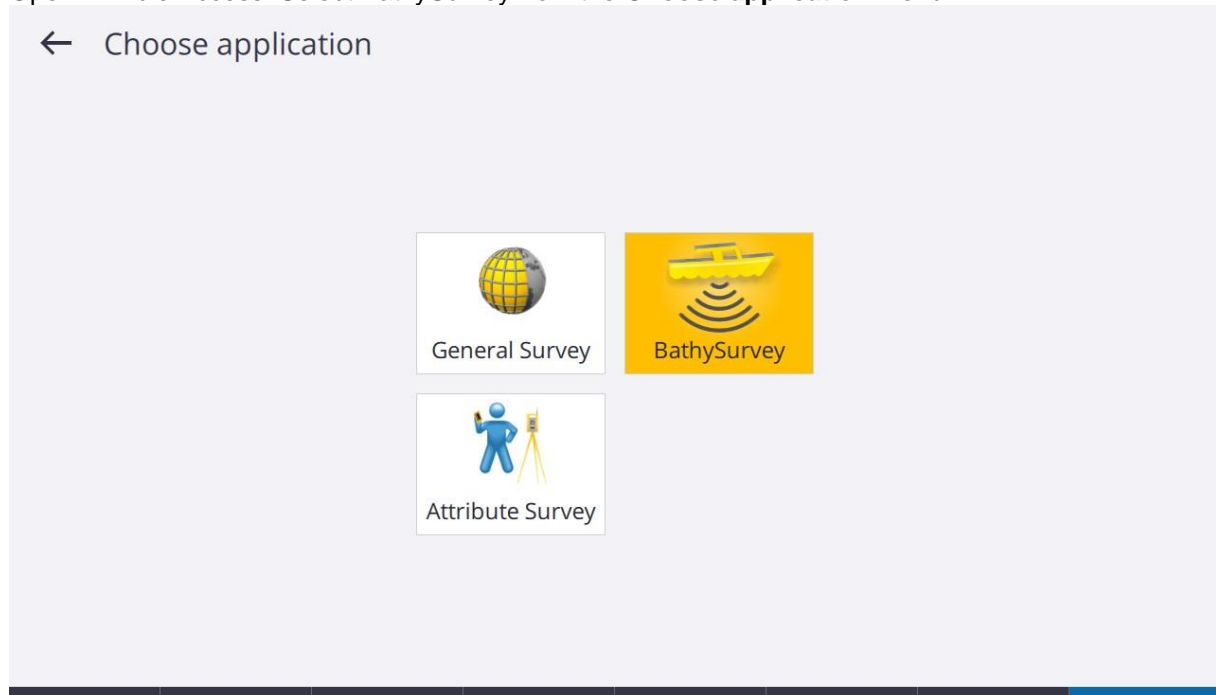 ← Choose application
General Survey
BathySurvey
Attribute Survey